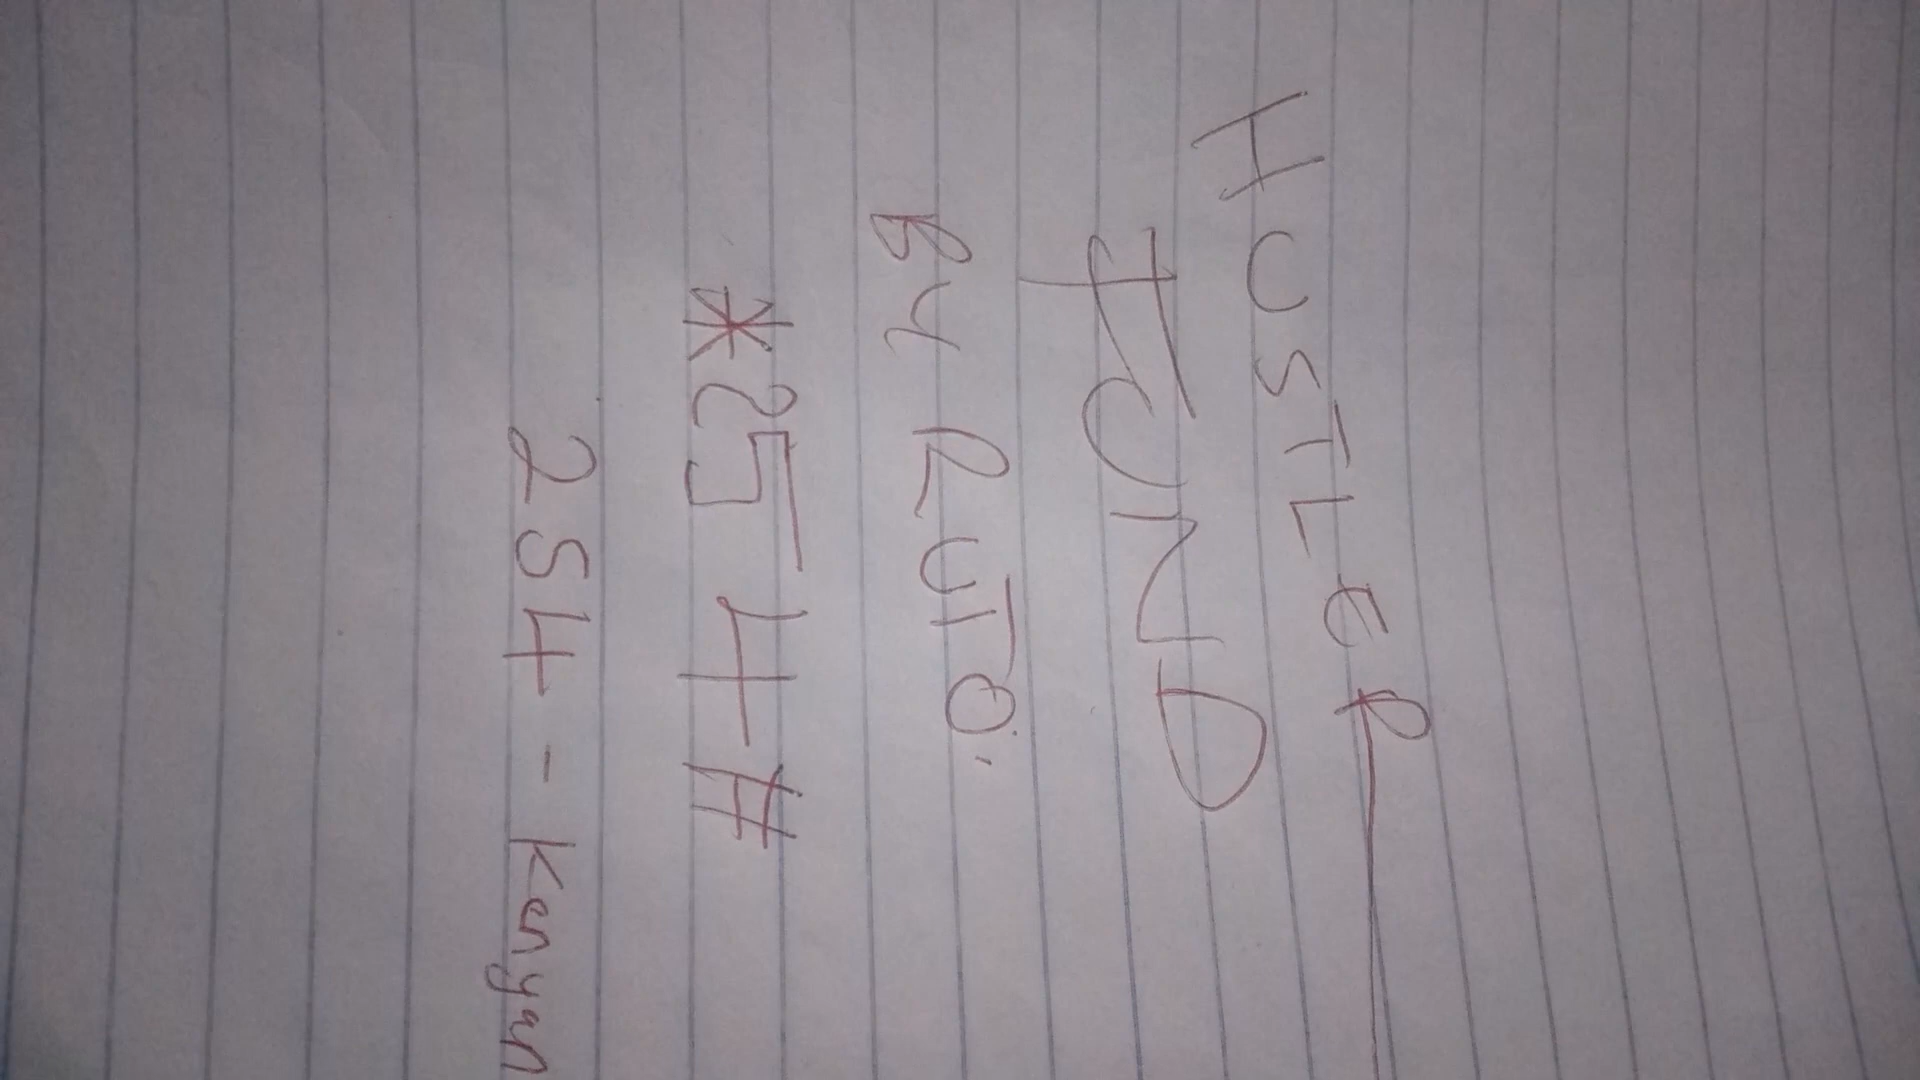 HUSTLER
FUND
By RUTO.
*254#
254 - Kenyan